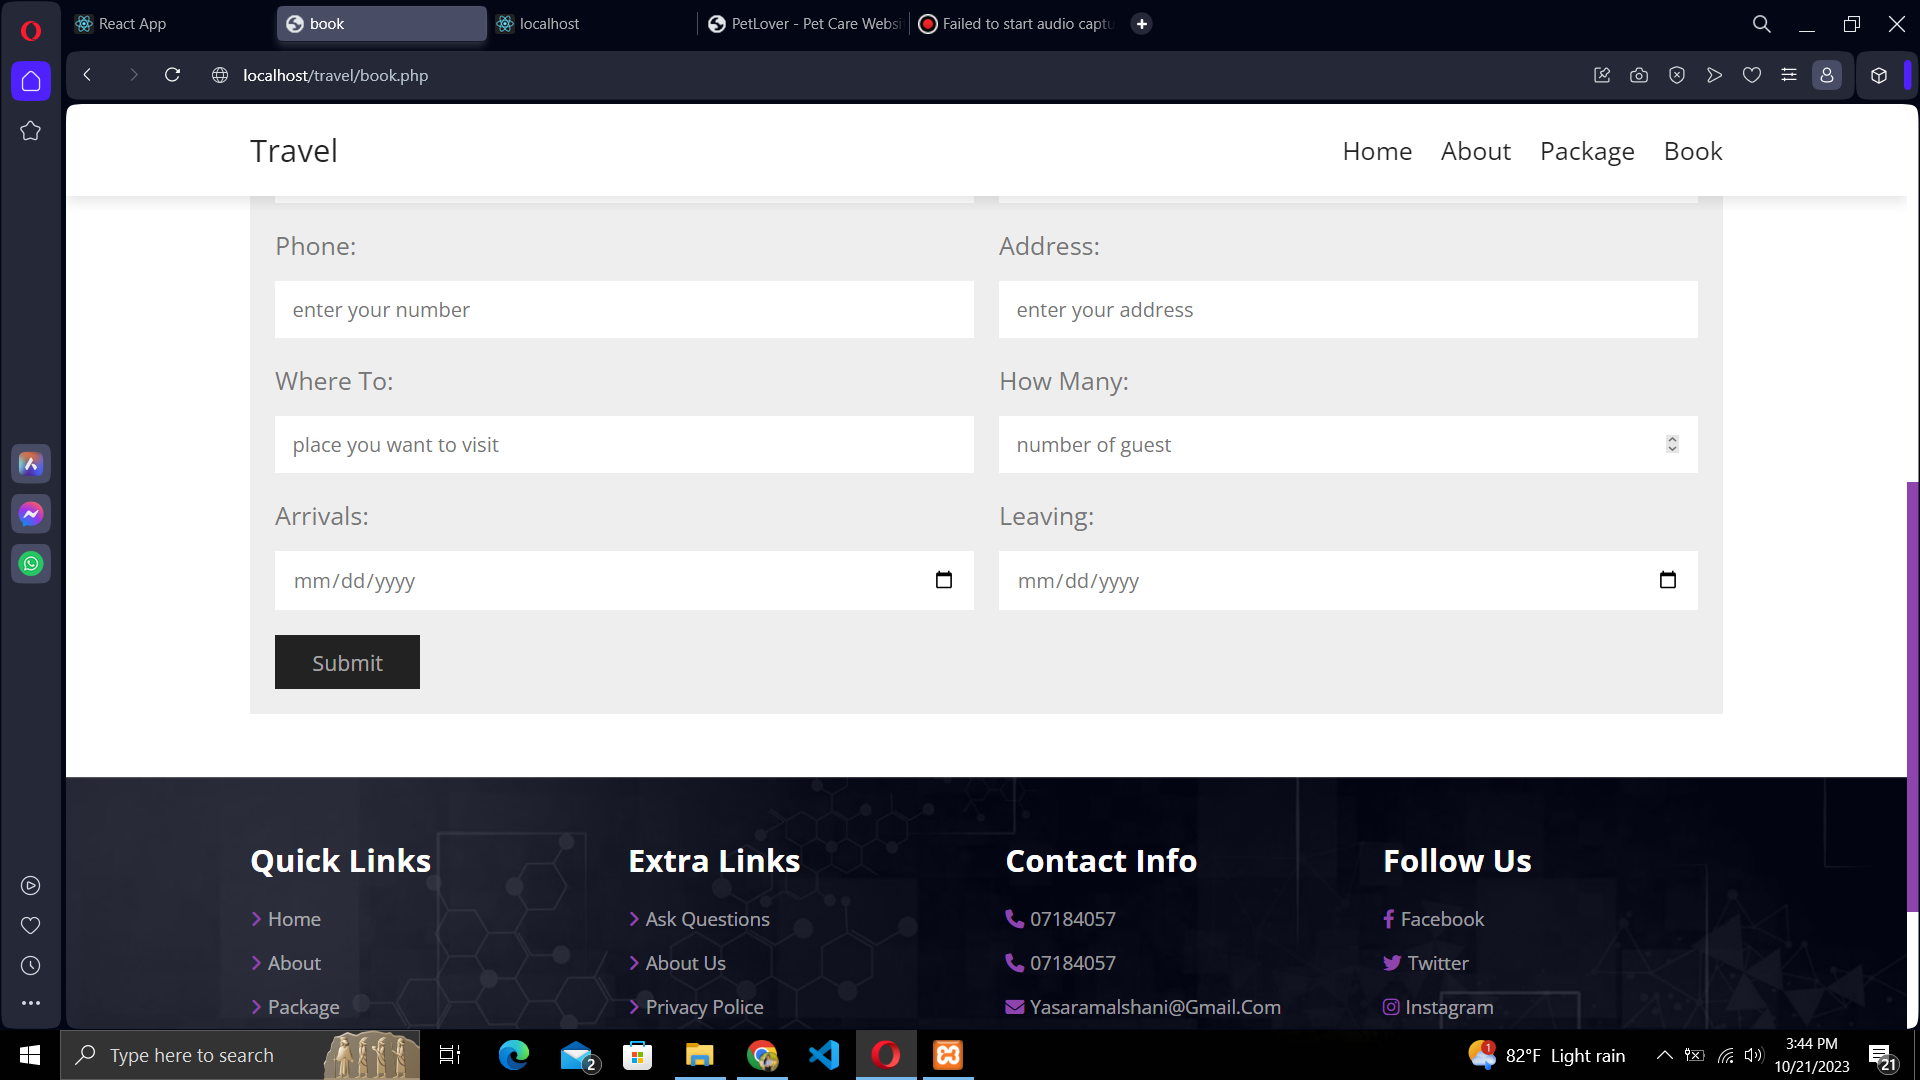 React App
book
localhost
PetLover - Pet Care Websi
Failed to start audio captu
localhost/travel/book.php
Travel
Home About Package Book
Phone: Address:
enter your number enter your address
Where To: How Many:
place you want to visit number of guest
Arrivals: Leaving:
mm/dd/yyyy mm/dd/yyyy
Submit
Quick Links Extra Links Contact Info Follow Us
Home Ask Questions 07184057 Facebook
About About Us 07184057 Twitter
Package Privacy Police Yasaramalshani@Gmail.Com Instagram
Type here to search
2
1
82°F Light rain
3:44 PM
10/21/2023
21